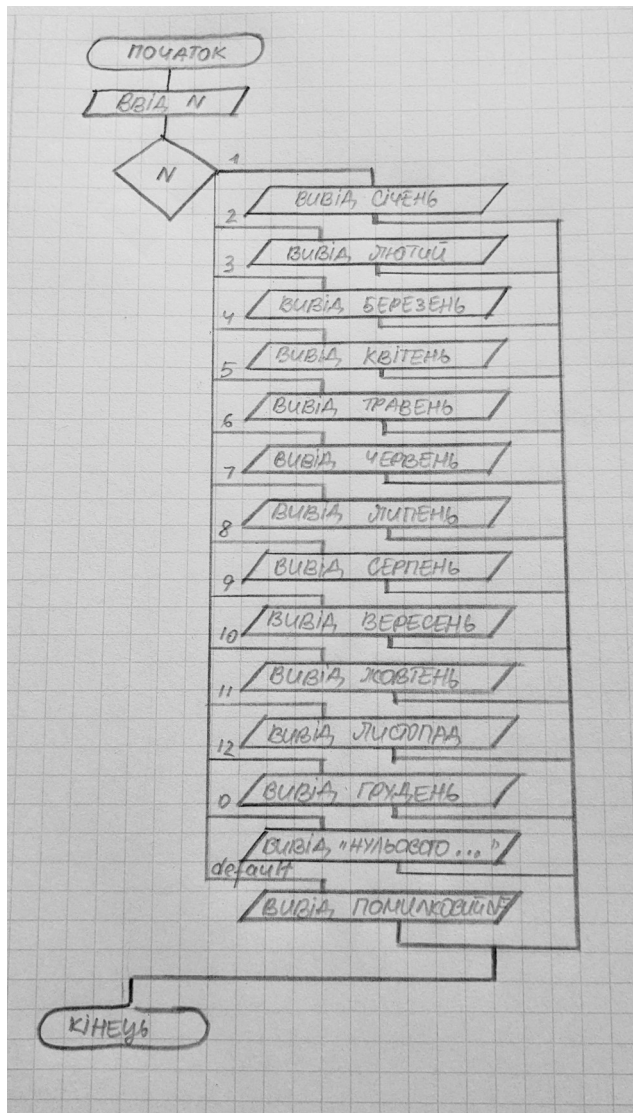 ПОЧАТОК
ВВІД N
N
1
ВИВІД СІЧЕНЬ
2
ВИВІД ЛЮТИЙ
3
ВИВІД БЕРЕЗЕНЬ
4
ВИВІД КВІТЕНЬ
5
ВИВІД ТРАВЕНЬ
6
ВИВІД ЧЕРВЕНЬ
7
ВИВІД ЛИПЕНЬ
8
ВИВІД СЕРПЕНЬ
9
ВИВІД ВЕРЕСЕНЬ
10
ВИВІД ЖОВТЕНЬ
11
ВИВІД ЛИСТОПАД
12
ВИВІД ГРУДЕНЬ
0
ВИВІД "НУЛЬОВОГО..."
default
ВИВІД ПОМИЛКОВИЙ №
КІНЕЦЬ